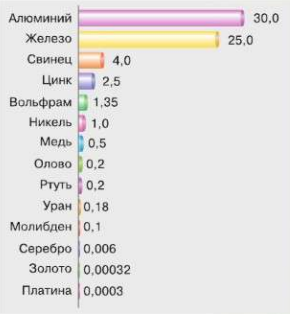 Алюминий 30,0
Железо 25,0
Свинец 4,0
Цинк 2,5
Вольфрам 1,35
Никель 1,0
Медь 0,5
Олово 0,2
Ртуть 0,2
Уран 0,18
Молибден 0,1
Серебро 0,006
Золото 0,00032
Платина 0,0003